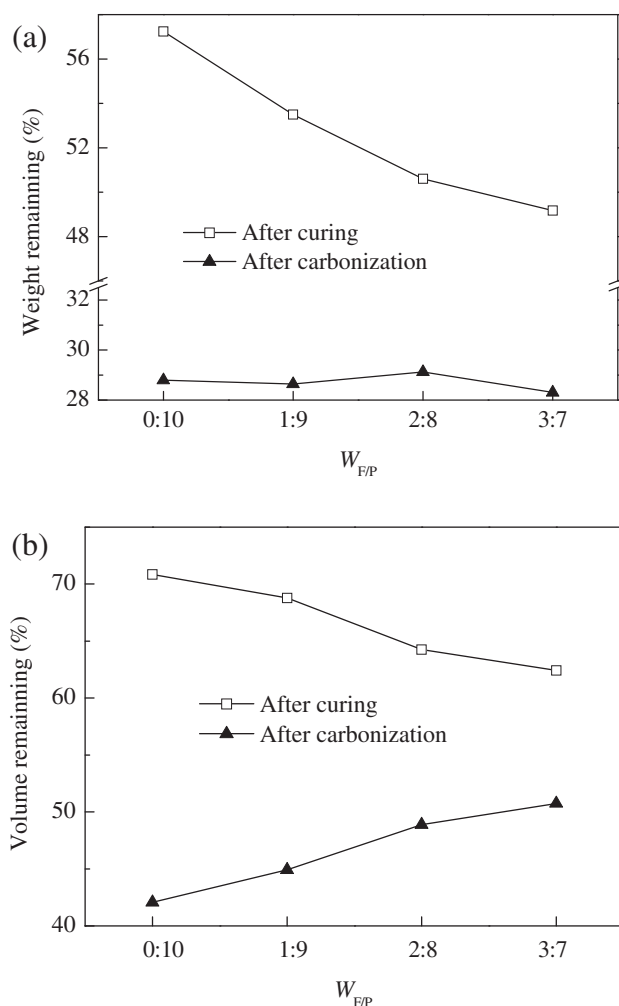 (a)
56
52
48
32
30
28
Weight remainning (%)
After curing
After carbonization
0:10 1:9 2:8 3:7
W_F/P
(b)
70
60
50
40
Volume remainning (%)
After curing
After carbonization
0:10 1:9 2:8 3:7
W_F/P